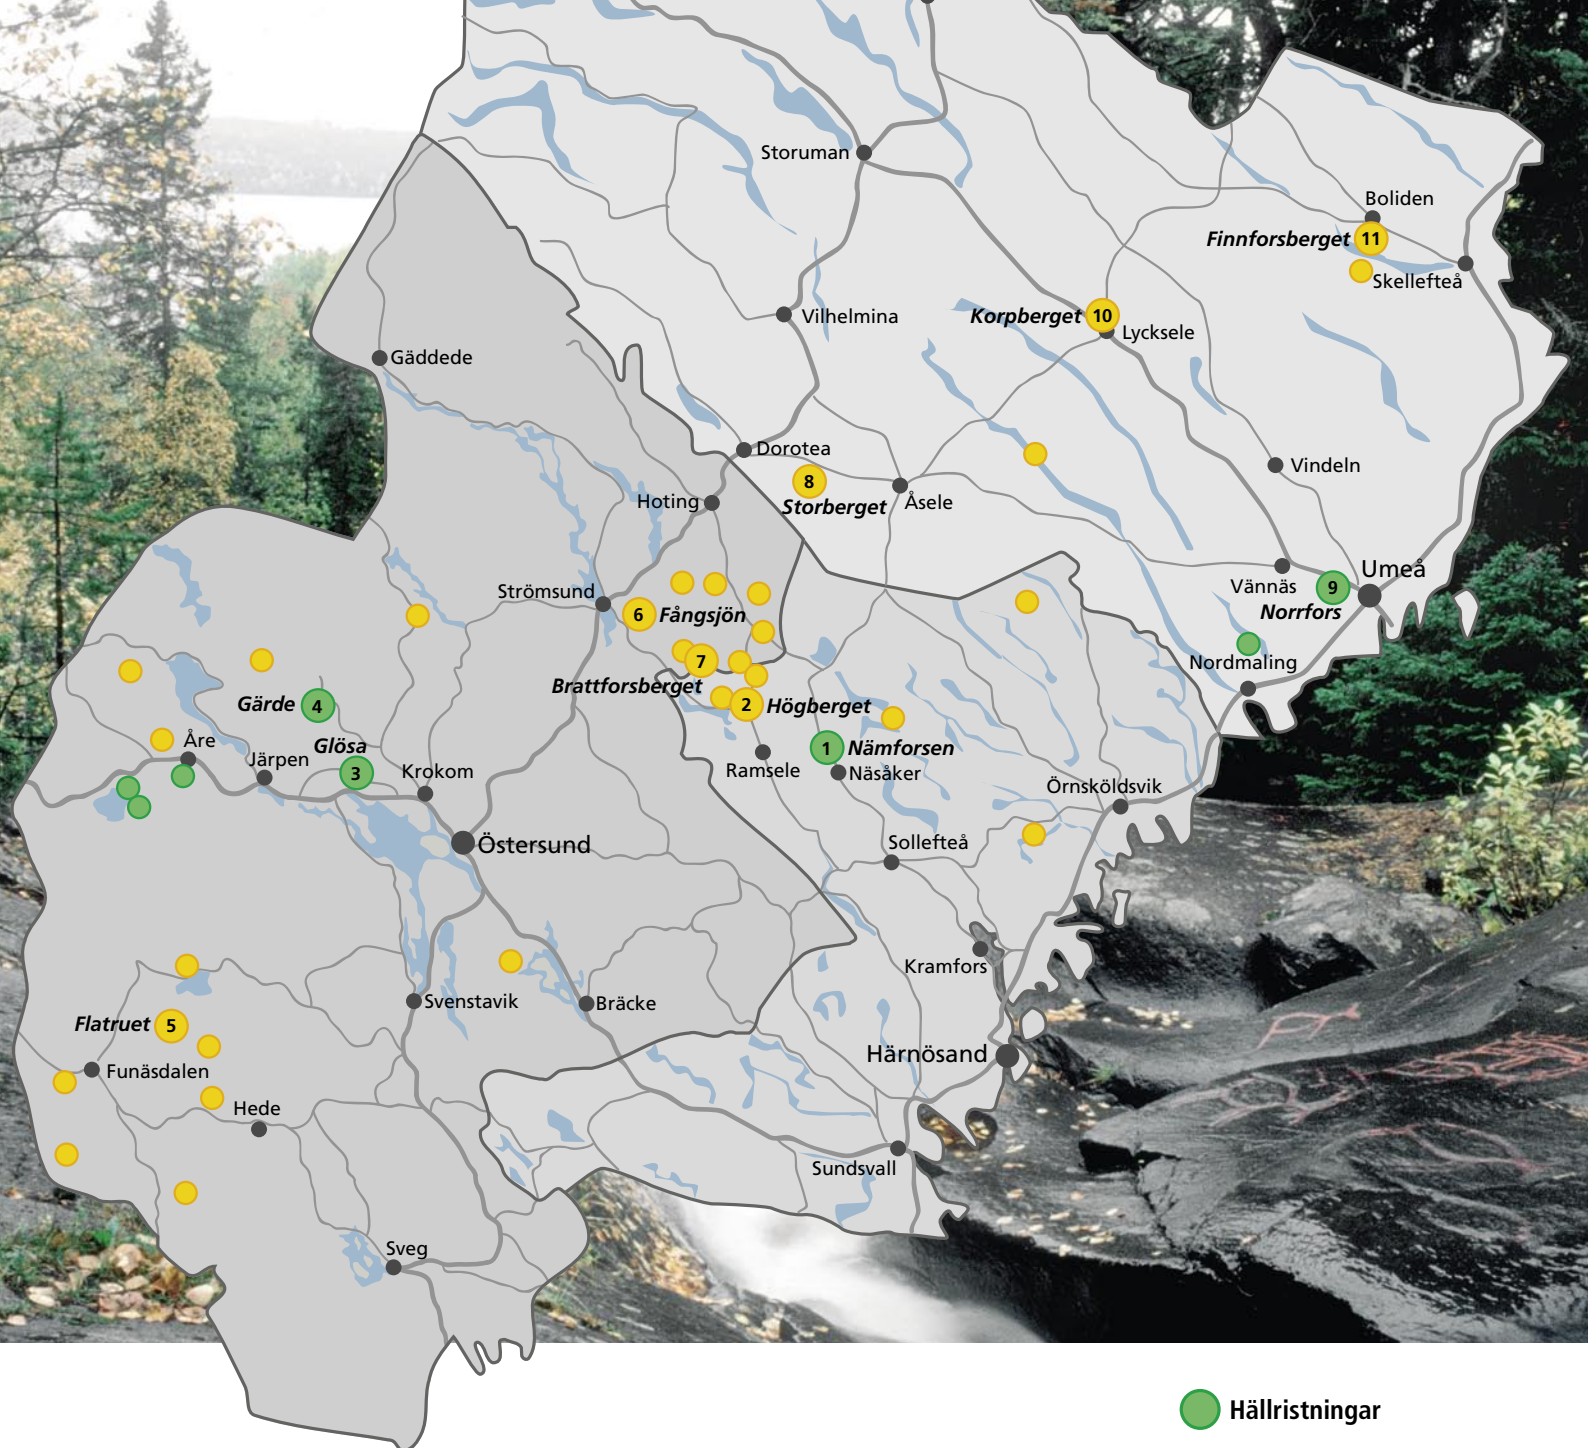 Storuman
Boliden
Finnforsberget 11
Skellefteå
Korpberget 10
Lycksele
Vilhelmina
Gäddede
Dorotea
8
Storberget
Åsele
Vindeln
Hoting
Vännäs
9
Umeå
Norrfors
Strömsund
6 Fångsjön
Nordmaling
7
Brattforsberget
2 Högberget
Gärde 4
Glösa
3
Åre
Järpen
Krokom
1 Nämforsen
Ramsele
Näsåker
Örnsköldsvik
Östersund
Sollefteå
Kramfors
Svenstavik
Bräcke
Flatruet 5
Funäsdalen
Härnösand
Hede
Sundsvall
Sveg
Hällristningar